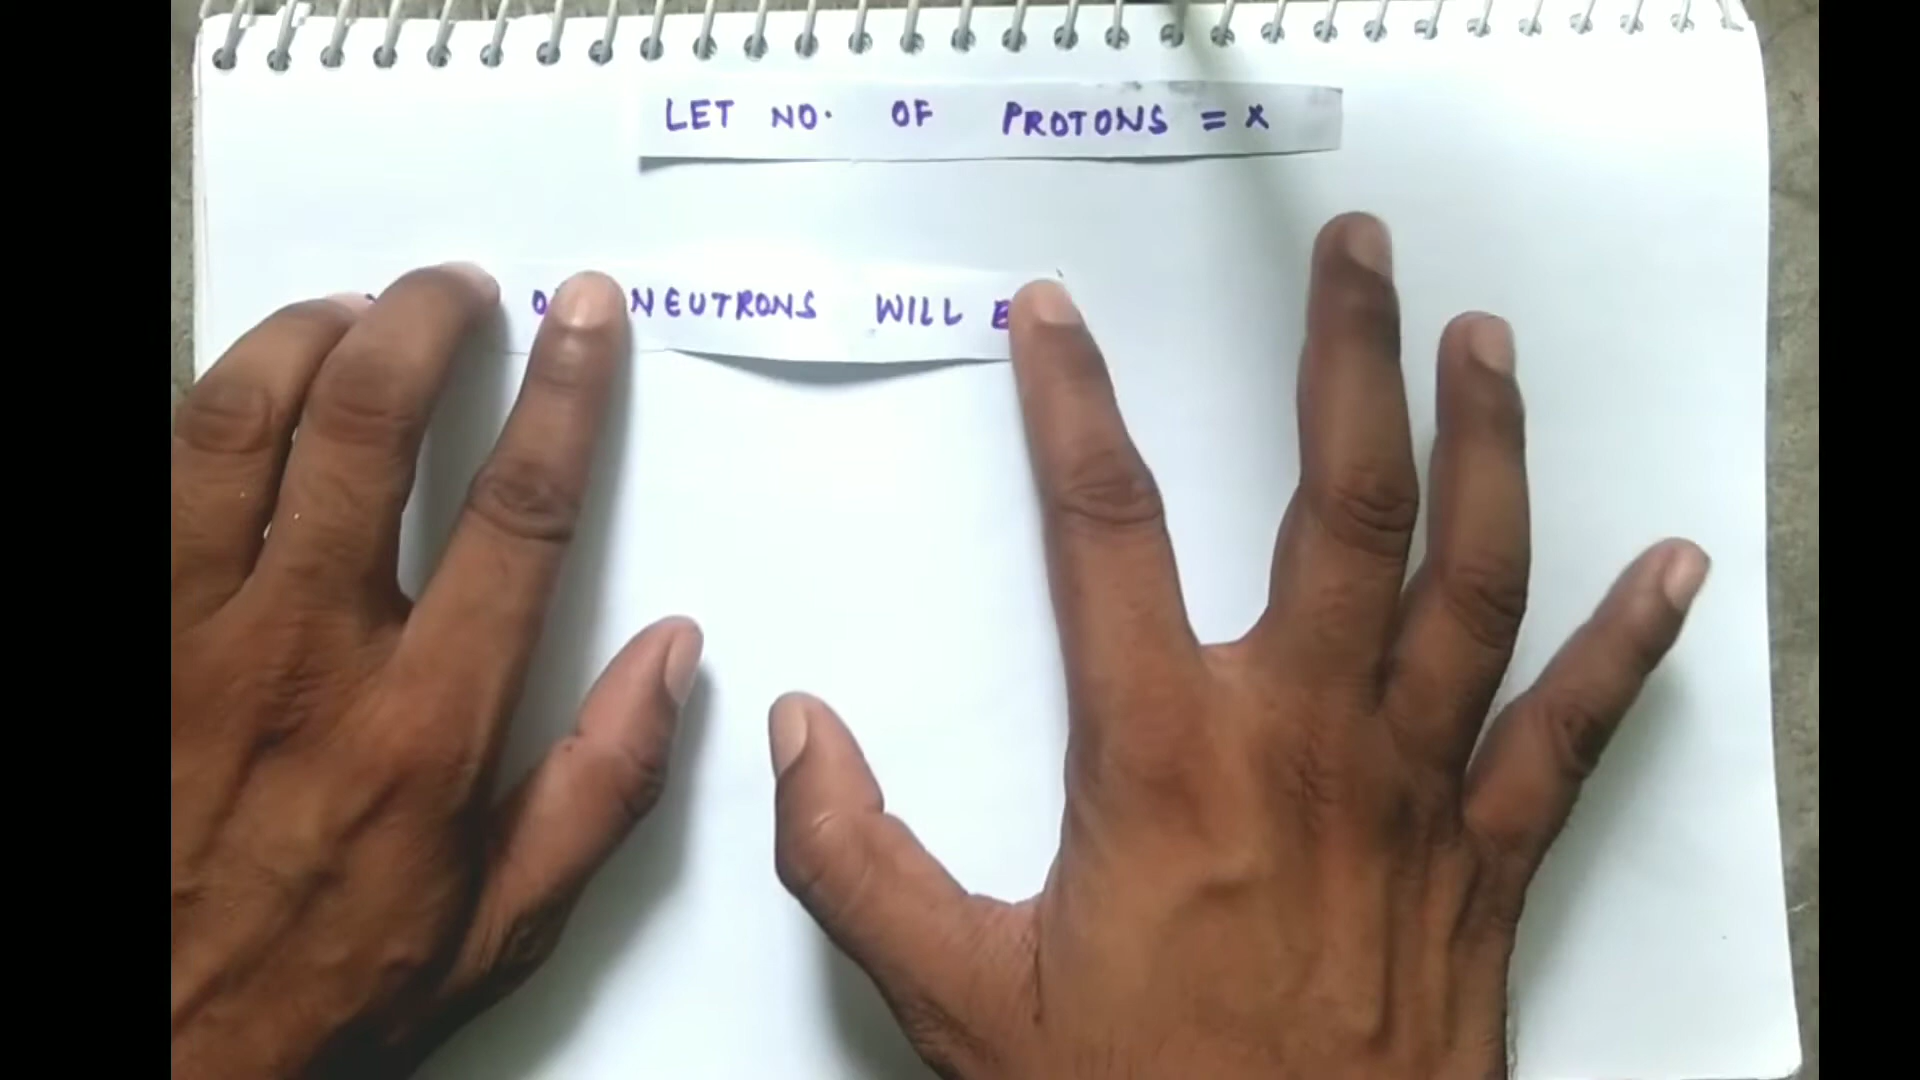 LET NO. OF PROTONS = X
NEUTRONS WILL